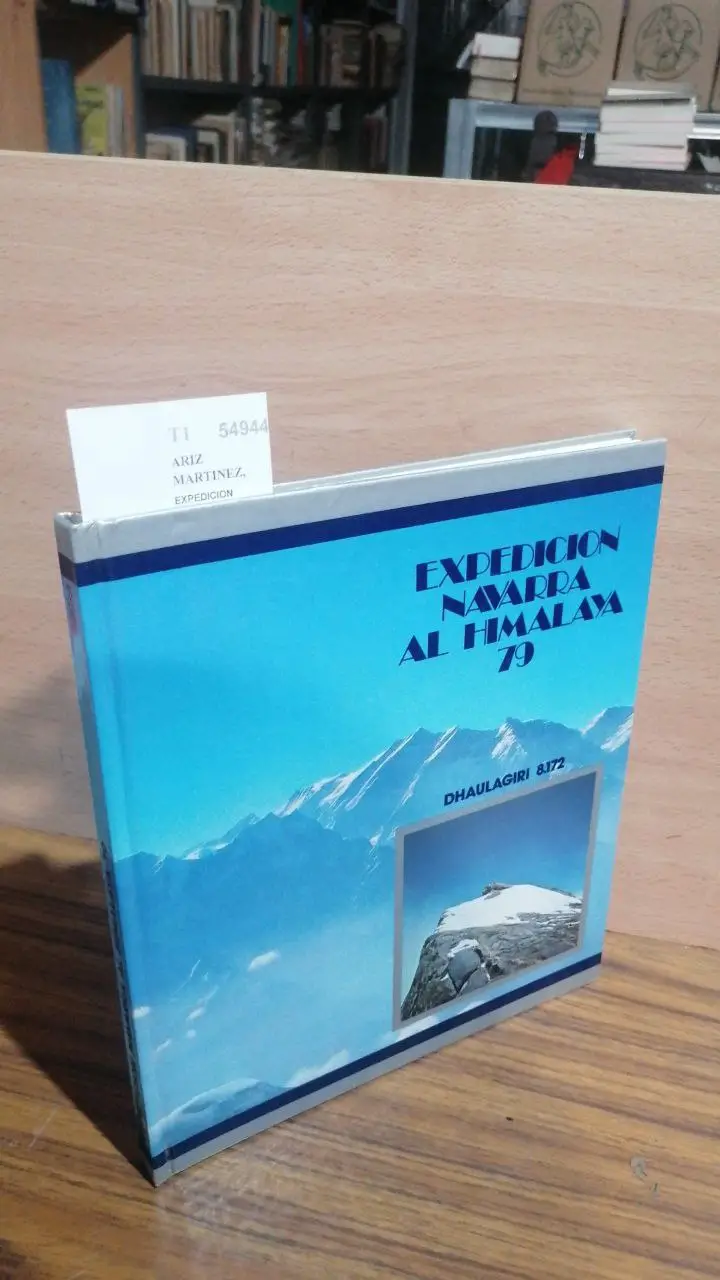 T1 54944
ARIZ
MARTINEZ,
EXPEDICION
EXPEDICION
NAVARRA
AL HIMALAYA
79
DHAULAGIRI 8.172